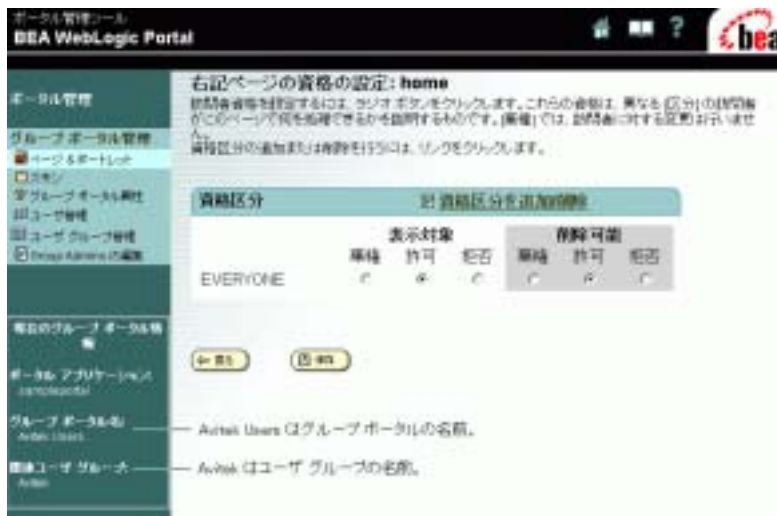 ポータル管理ツール
BEA WebLogic Portal
?
bea
ポータル管理
グループ ポータル管理
ページ & ポートレット
スキン
グループ ポータル属性
ユーザ管理
ユーザ グループ管理
Group Admins の編集
現在のグループ ポータル情報
ポータル アプリケーション
sampleportal
グループ ポータル名:
Avitek Users
関連ユーザ グループ:
Avitek
右記ページの資格の設定: home
訪問者資格を設定するには、ラジオ ボタンをクリックします。これらの資格は、異なる [区分] の訪問者
がこのページで何を処理できるかを説明するものです。[棄権] では、訪問者に対する変更は行いませ
ん。
資格区分の追加または削除を行うには、リンクをクリックします。
資格区分
資格区分を追加/削除
表示対象
削除可能
棄権 許可 拒否 棄権 許可 拒否
EVERYONE
戻る
保存
Avitek Users はグループ ポータルの名前。
Avitek はユーザ グループの名前。